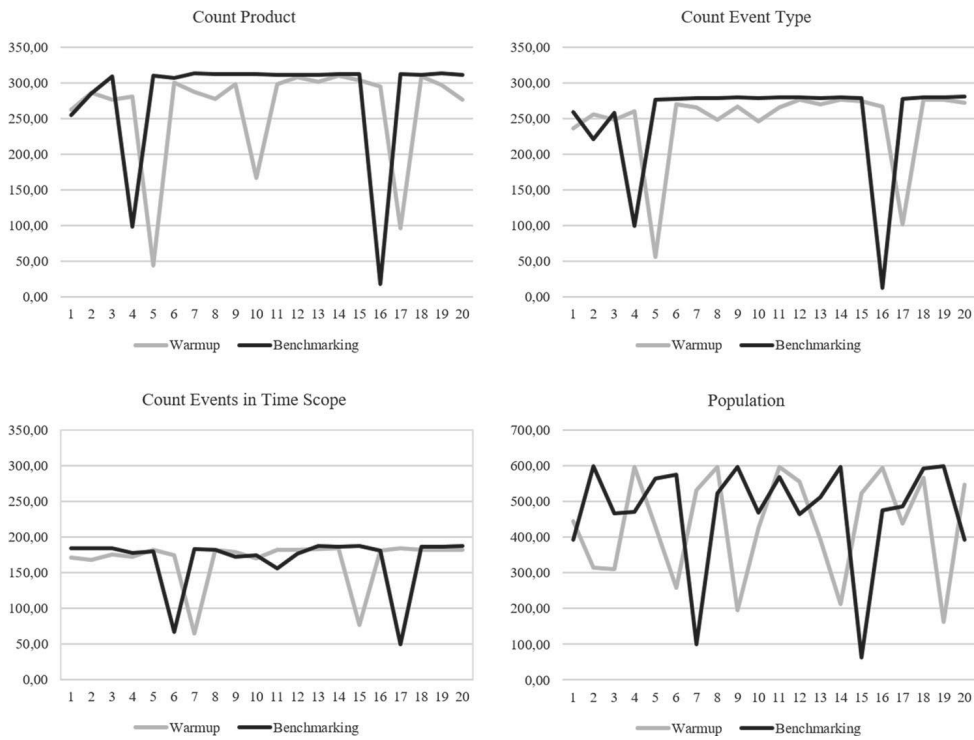 Count Product
350,00
300,00
250,00
200,00
150,00
100,00
50,00
0,00
1 2 3 4 5 6 7 8 9 10 11 12 13 14 15 16 17 18 19 20
Warmup Benchmarking
Count Event Type
350,00
300,00
250,00
200,00
150,00
100,00
50,00
0,00
1 2 3 4 5 6 7 8 9 10 11 12 13 14 15 16 17 18 19 20
Warmup Benchmarking
Count Events in Time Scope
350,00
300,00
250,00
200,00
150,00
100,00
50,00
0,00
1 2 3 4 5 6 7 8 9 10 11 12 13 14 15 16 17 18 19 20
Warmup Benchmarking
Population
700,00
600,00
500,00
400,00
300,00
200,00
100,00
0,00
1 2 3 4 5 6 7 8 9 10 11 12 13 14 15 16 17 18 19 20
Warmup Benchmarking